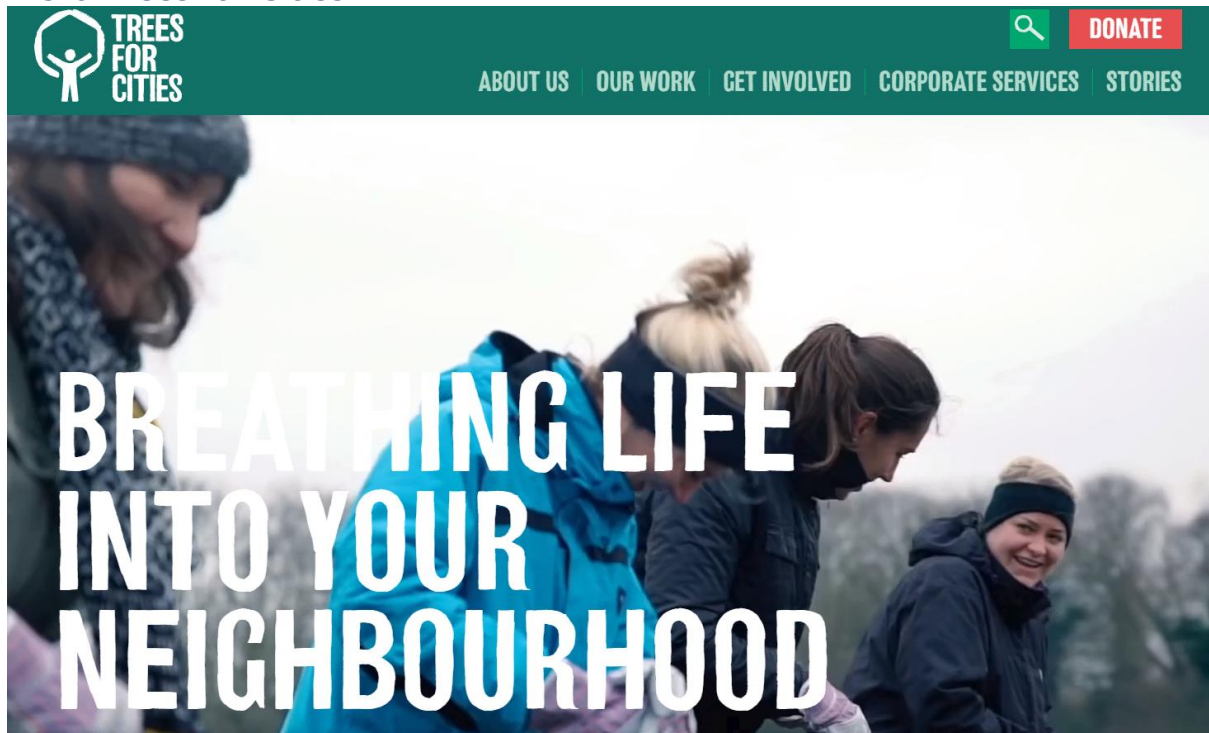 TREES
FOR
CITIES
DONATE
ABOUT US
OUR WORK
GET INVOLVED
CORPORATE SERVICES
STORIES
BREATHING LIFE
INTO YOUR
NEIGHBOURHOOD